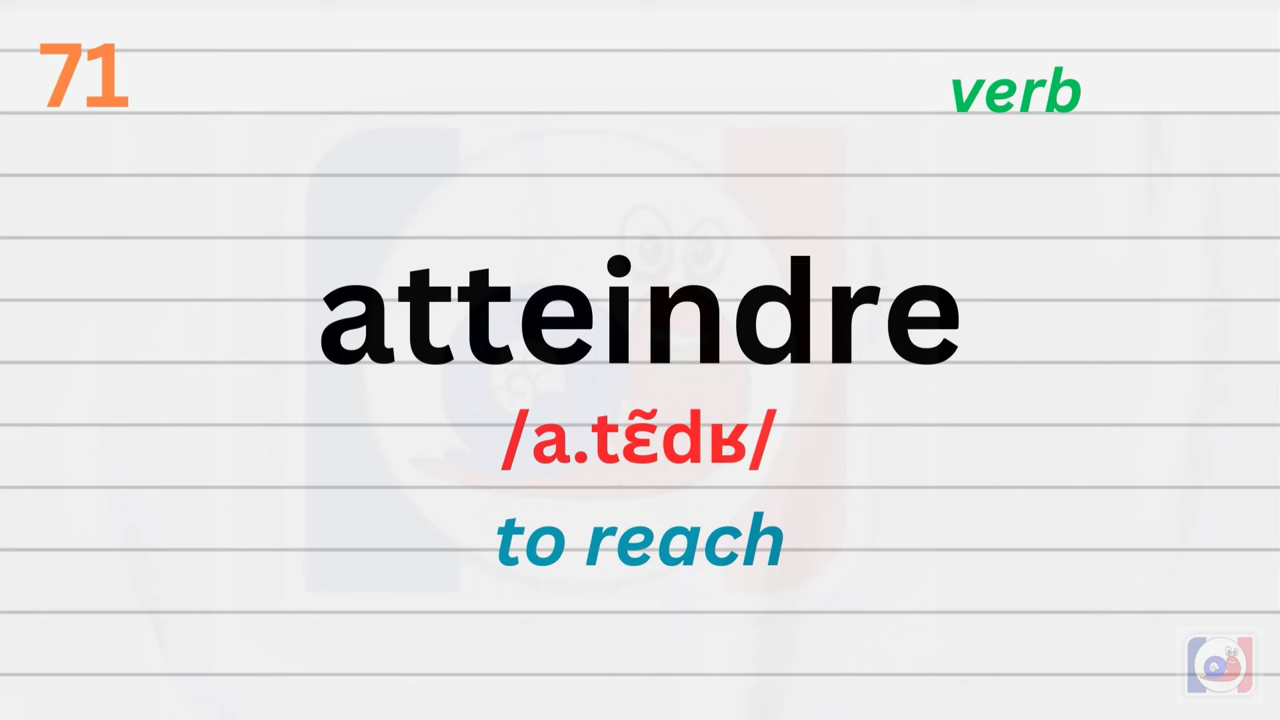 71
verb
atteindre
/a.tɛ̃dʁ/
to reach